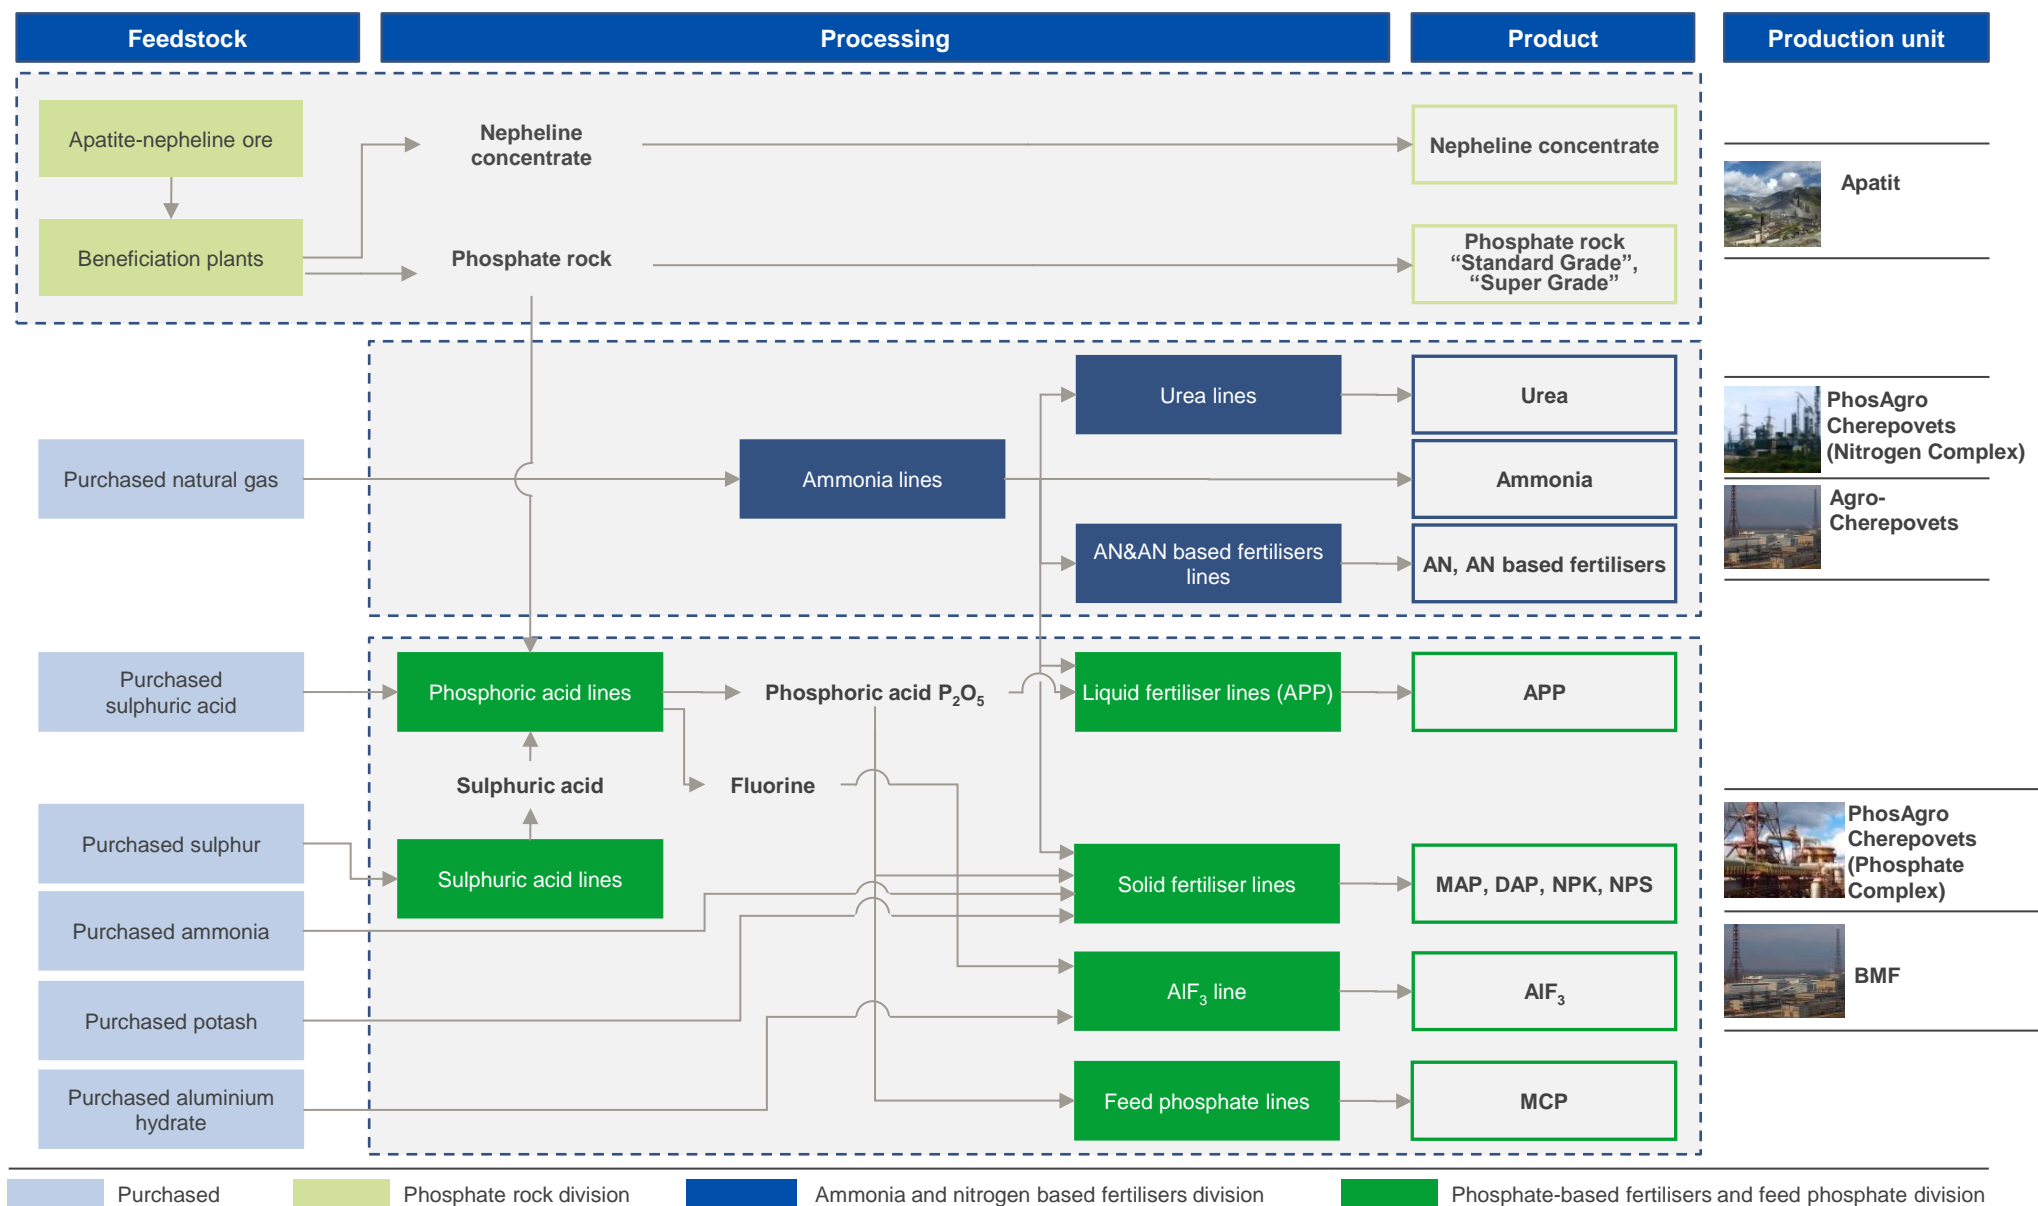 Feedstock
Processing
Product
Production unit
Apatite-nepheline ore
Nepheline
concentrate
Nepheline concentrate
Apatit
Beneficiation plants
Phosphate rock
Phosphate rock
“Standard Grade”,
“Super Grade”
Urea lines
Urea
PhosAgro
Cherepovets
(Nitrogen Complex)
Purchased natural gas
Ammonia lines
Ammonia
Agro-
Cherepovets
AN&AN based fertilisers
lines
AN, AN based fertilisers
Purchased
sulphuric acid
Phosphoric acid lines
Phosphoric acid P₂O₅
Liquid fertiliser lines (APP)
APP
Sulphuric acid
Fluorine
Purchased sulphur
Sulphuric acid lines
Solid fertiliser lines
MAP, DAP, NPK, NPS
PhosAgro
Cherepovets
(Phosphate
Complex)
Purchased ammonia
Purchased potash
AlF₃ line
AlF₃
BMF
Purchased aluminium
hydrate
Feed phosphate lines
MCP
Purchased
Phosphate rock division
Ammonia and nitrogen based fertilisers division
Phosphate-based fertilisers and feed phosphate division